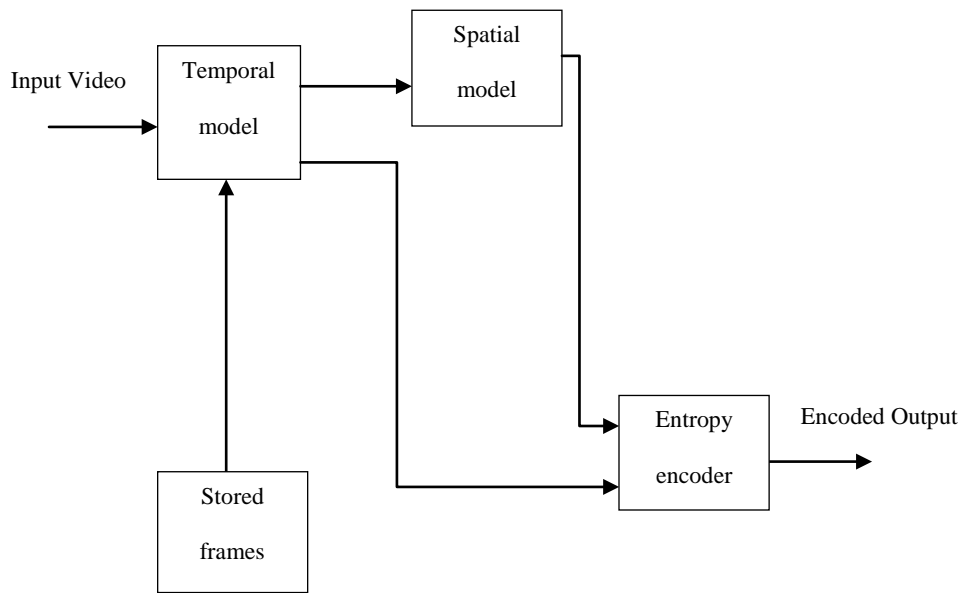 Input Video
Temporal
model
Spatial
model
Entropy
encoder
Encoded Output
Stored
frames